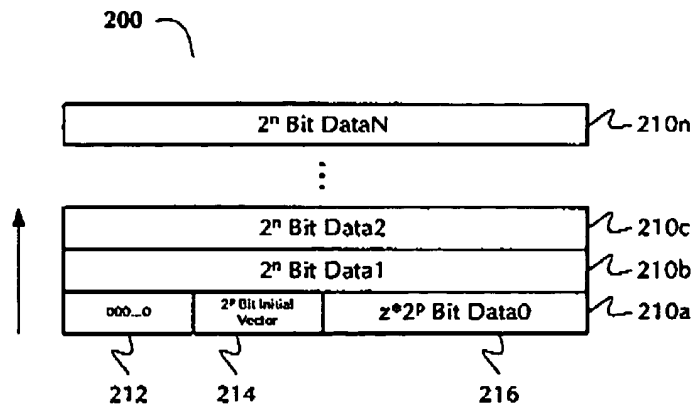 200
2ⁿ Bit DataN
210n
⋮
2ⁿ Bit Data2
210c
2ⁿ Bit Data1
210b
000...0
2ᵖ Bit Initial
Vector
z*2ᵖ Bit Data0
210a
212
214
216